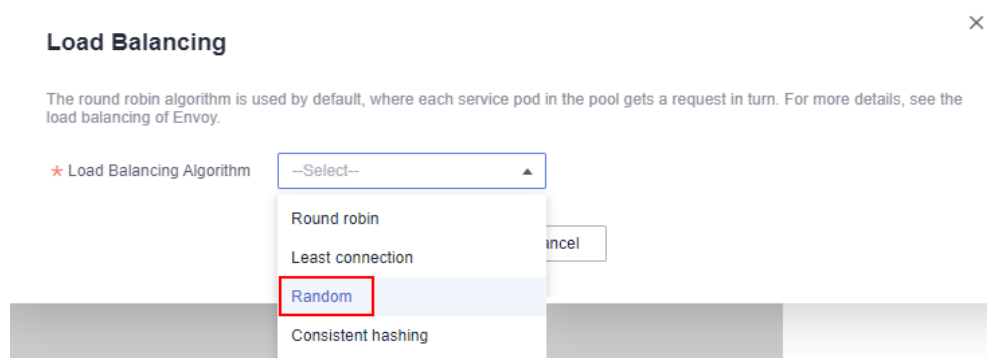 Load Balancing
The round robin algorithm is used by default, where each service pod in the pool gets a request in turn. For more details, see the
load balancing of Envoy.
* Load Balancing Algorithm
--Select--
Round robin
ancel
Least connection
Random
Consistent hashing